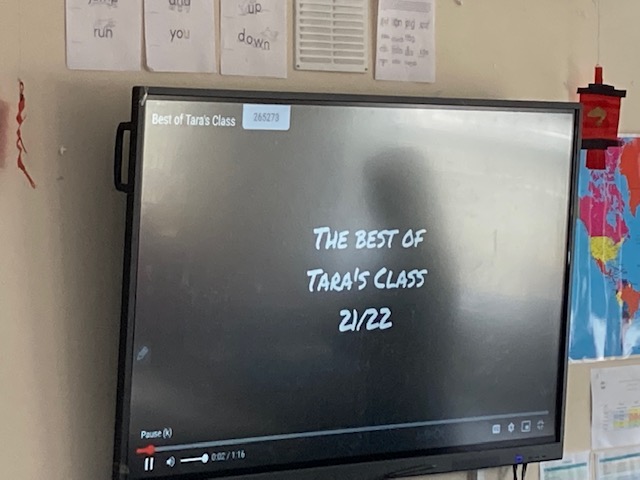 run
you
up
down
Best of Tara's Class
265273
THE BEST OF
TARA'S CLASS
21/22
Pause (k)
0:02 / 1:16